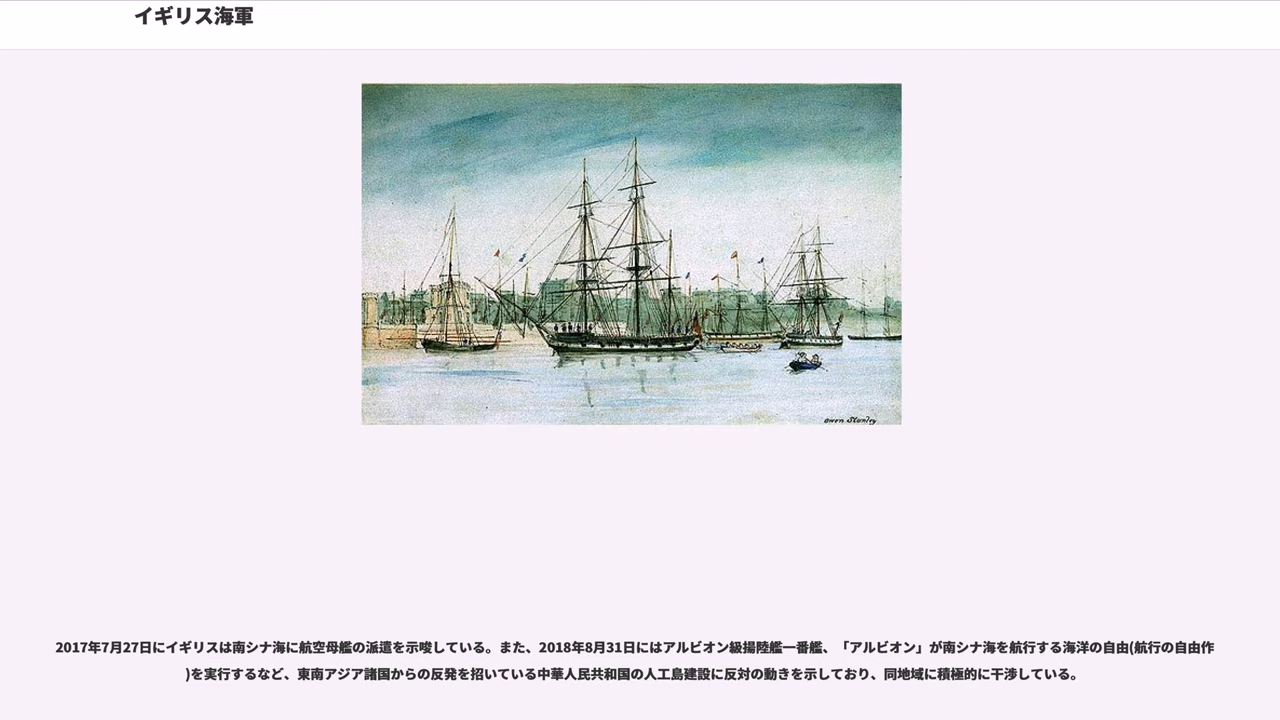 イギリス海軍
Owen Stanley
2017年7月27日にイギリスは南シナ海に航空母艦の派遣を示唆している。また、2018年8月31日にはアルビオン級揚陸艦一番艦、「アルビオン」が南シナ海を航行する海洋の自由(航行の自由作
)を実行するなど、東南アジア諸国からの反発を招いている中華人民共和国の人工島建設に反対の動きを示しており、同地域に積極的に干渉している。